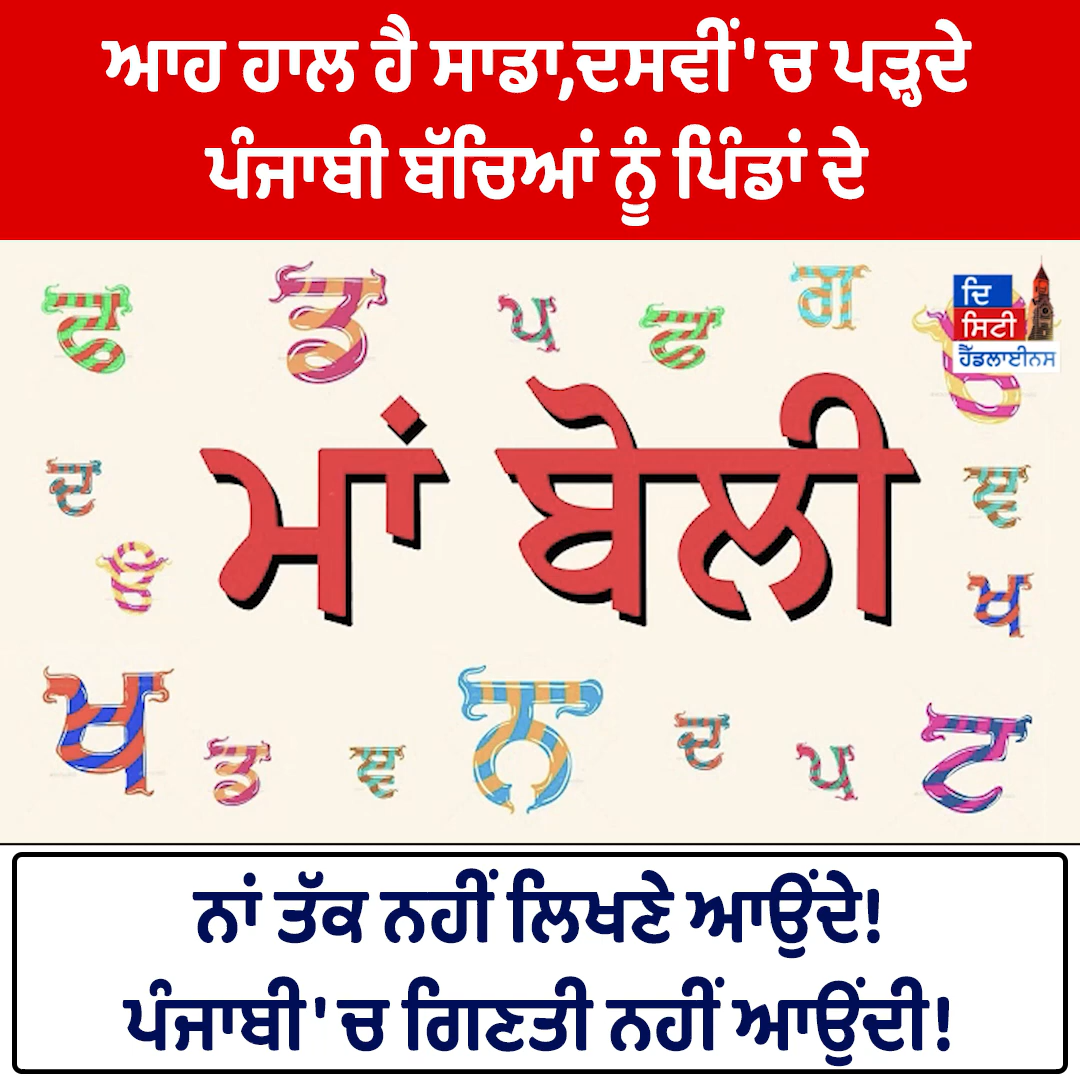 ਆਹ ਹਾਲ ਹੈ ਸਾਡਾ,ਦਸਵੀਂ'ਚ ਪੜ੍ਹਦੇ
ਪੰਜਾਬੀ ਬੱਚਿਆਂ ਨੂੰ ਪਿੰਡਾਂ ਦੇ
ਢ ਡ ਪ ਢ ਗ
ਦਿ
ਸਿਟੀ
ਹੈੱਡਲਾਈਨਸ
ਮਾਂ ਬੋਲੀ
ਦ
ਖ
ਖ ਡ ਠ ਦ ਪ ਟ
ਨਾਂ ਤੱਕ ਨਹੀਂ ਲਿਖਣੇ ਆਉਂਦੇ!
ਪੰਜਾਬੀ'ਚ ਗਿਣਤੀ ਨਹੀਂ ਆਉਂਦੀ!